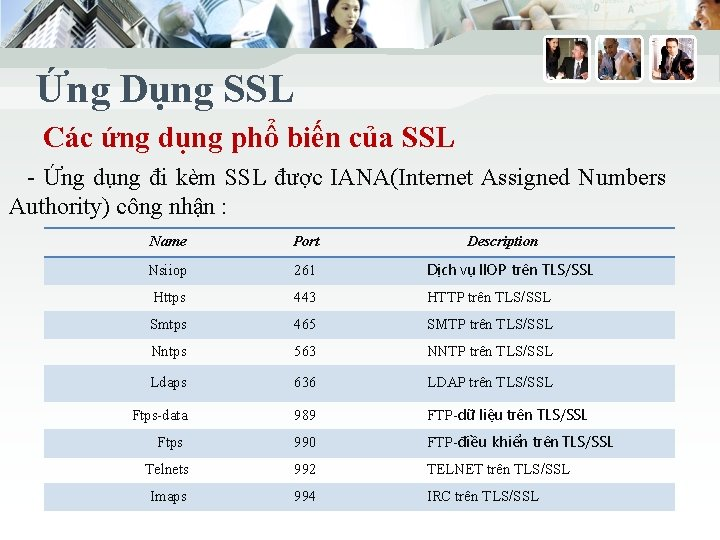 Ứng Dụng SSL
Các ứng dụng phổ biến của SSL
- Ứng dụng đi kèm SSL được IANA(Internet Assigned Numbers
Authority) công nhận :
Name Port Description
Nsiiop 261 Dịch vụ IIOP trên TLS/SSL
Https 443 HTTP trên TLS/SSL
Smtps 465 SMTP trên TLS/SSL
Nntps 563 NNTP trên TLS/SSL
Ldaps 636 LDAP trên TLS/SSL
Ftps-data 989 FTP-dữ liệu trên TLS/SSL
Ftps 990 FTP-điều khiển trên TLS/SSL
Telnets 992 TELNET trên TLS/SSL
Imaps 994 IRC trên TLS/SSL